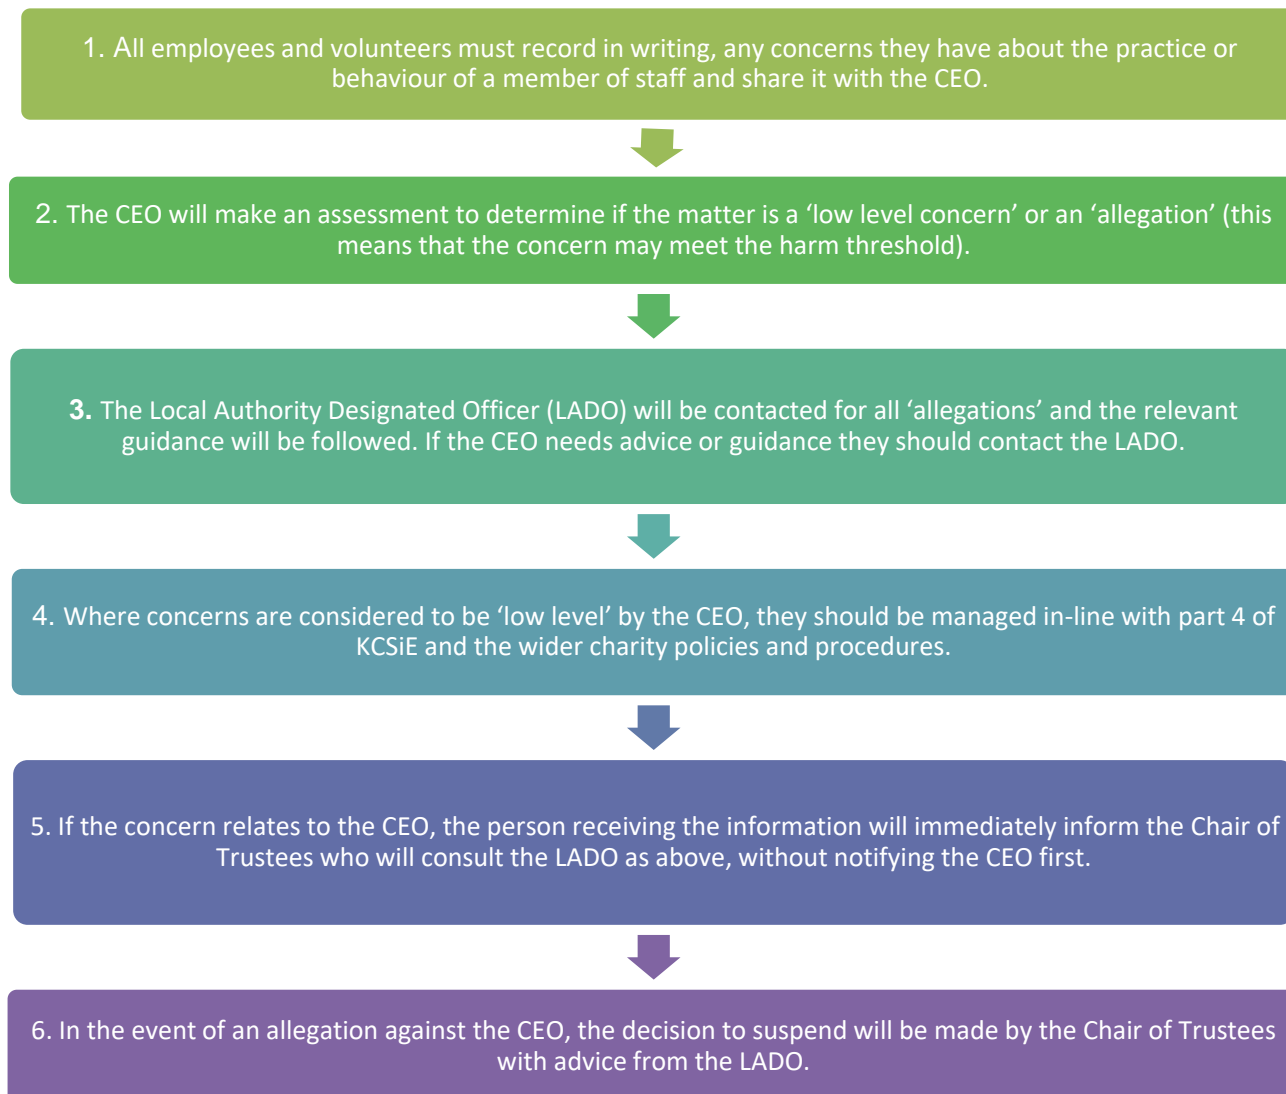 1. All employees and volunteers must record in writing, any concerns they have about the practice or
behaviour of a member of staff and share it with the CEO.
2. The CEO will make an assessment to determine if the matter is a ‘low level concern’ or an ‘allegation’ (this
means that the concern may meet the harm threshold).
3. The Local Authority Designated Officer (LADO) will be contacted for all ‘allegations’ and the relevant
guidance will be followed. If the CEO needs advice or guidance they should contact the LADO.
4. Where concerns are considered to be ‘low level’ by the CEO, they should be managed in-line with part 4 of
KCSiE and the wider charity policies and procedures.
5. If the concern relates to the CEO, the person receiving the information will immediately inform the Chair of
Trustees who will consult the LADO as above, without notifying the CEO first.
6. In the event of an allegation against the CEO, the decision to suspend will be made by the Chair of Trustees
with advice from the LADO.